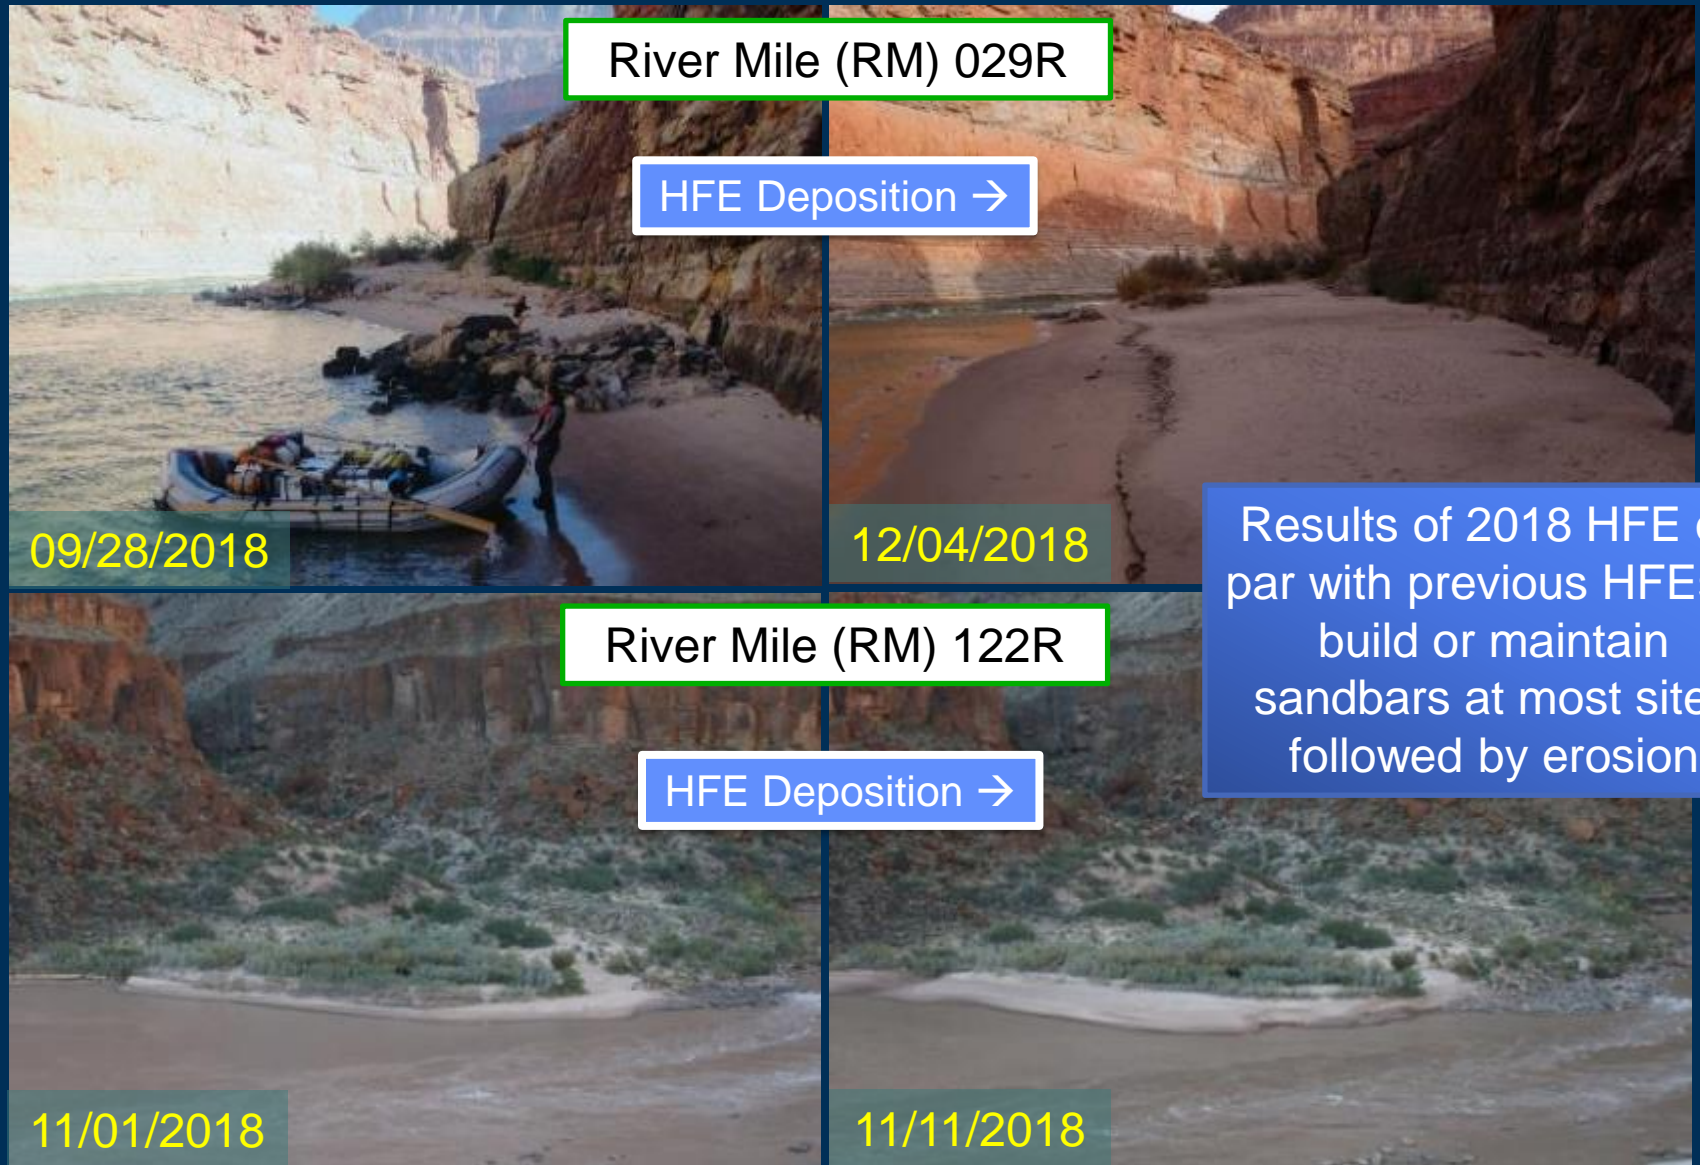 River Mile (RM) 029R
HFE Deposition →
09/28/2018
12/04/2018
Results of 2018 HFE
par with previous HFEs
build or maintain
sandbars at most site
followed by erosion
River Mile (RM) 122R
HFE Deposition →
11/01/2018
11/11/2018